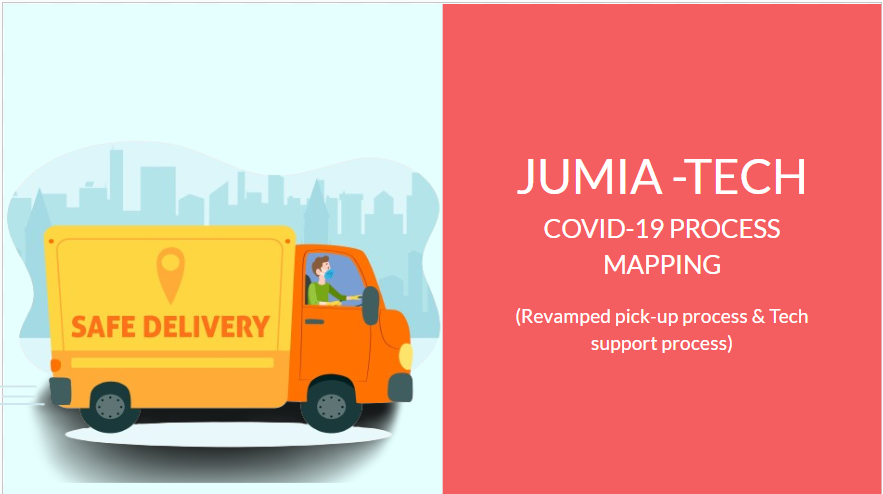 SAFE DELIVERY
JUMIA -TECH
COVID-19 PROCESS
MAPPING
(Revamped pick-up process & Tech
support process)